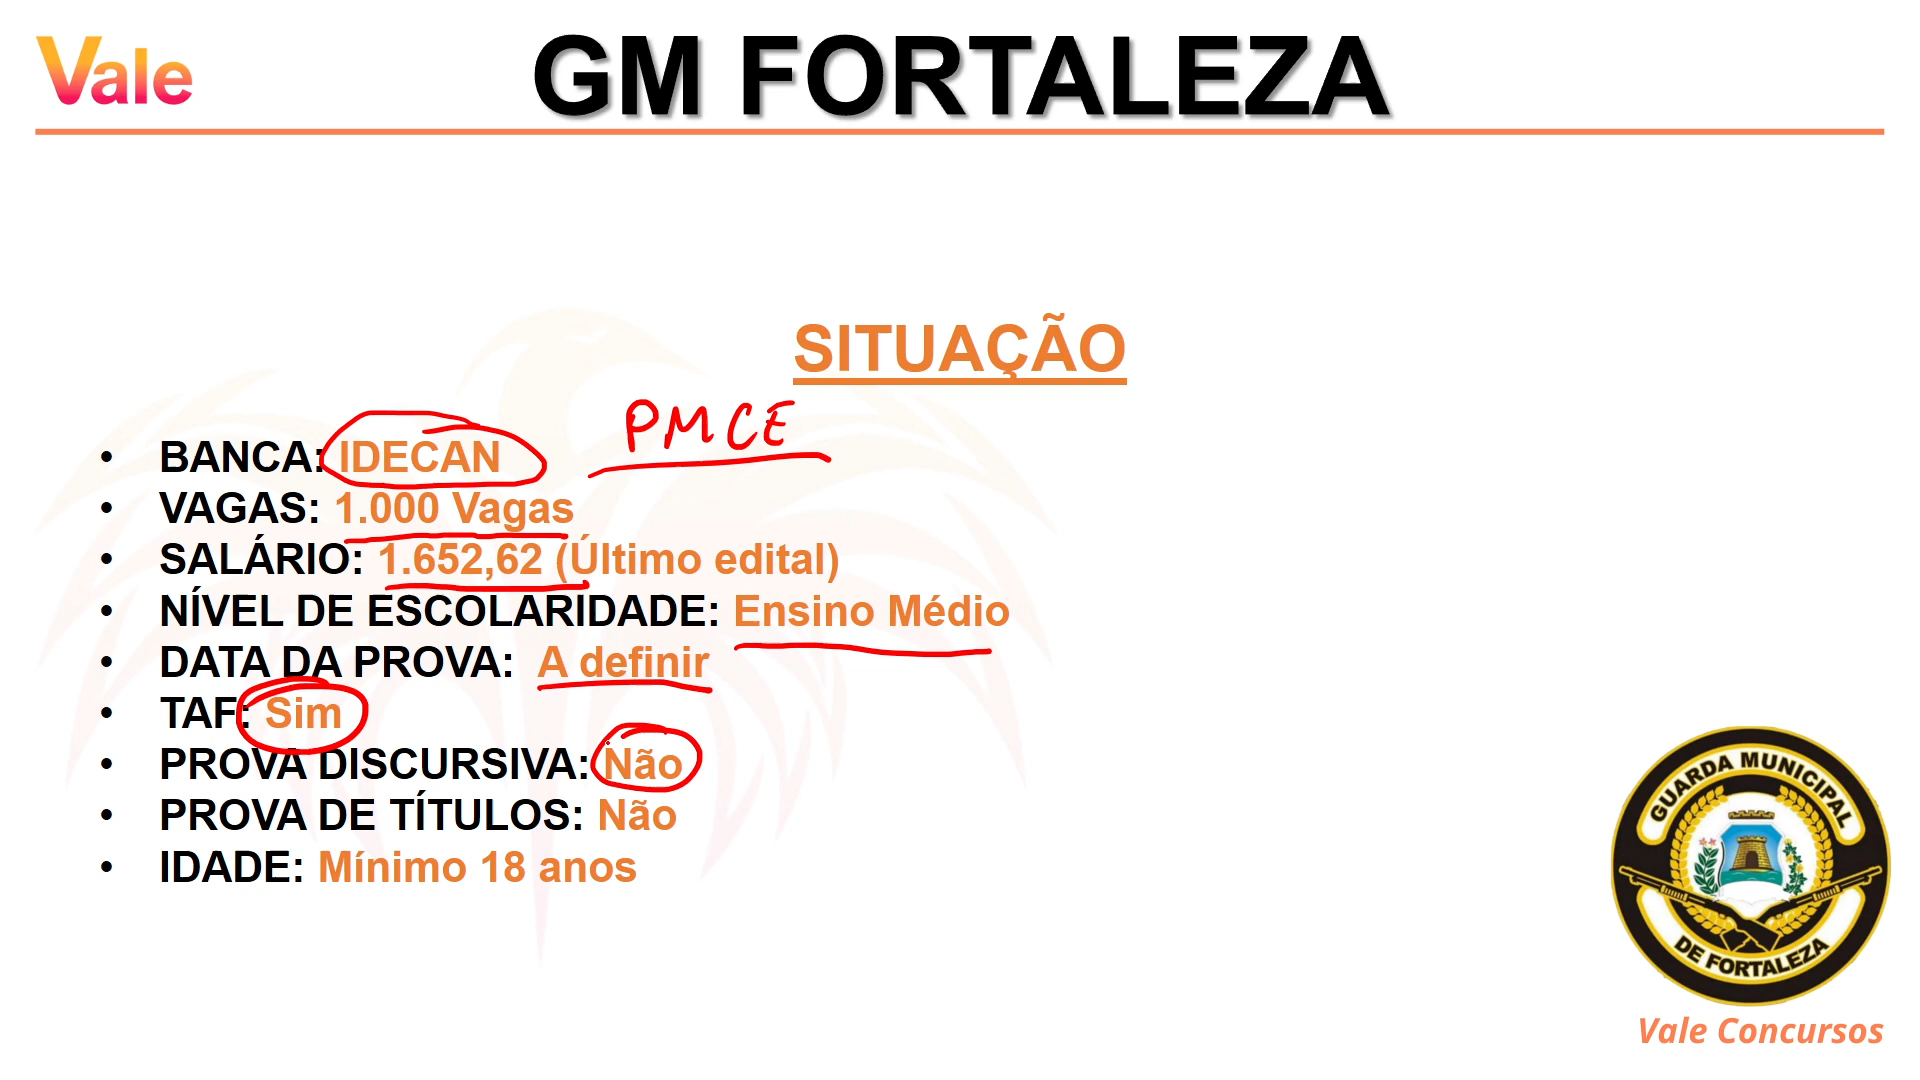 Vale
GM FORTALEZA
SITUAÇÃO
PMCE
• BANCA: IDECAN
• VAGAS: 1.000 Vagas
• SALÁRIO: 1.652,62 (Último edital)
• NÍVEL DE ESCOLARIDADE: Ensino Médio
• DATA DA PROVA: A definir
• TAF: Sim
• PROVA DISCURSIVA: Não
• PROVA DE TÍTULOS: Não
• IDADE: Mínimo 18 anos
GUARDA MUNICIPAL
DE FORTALEZA
Vale Concursos